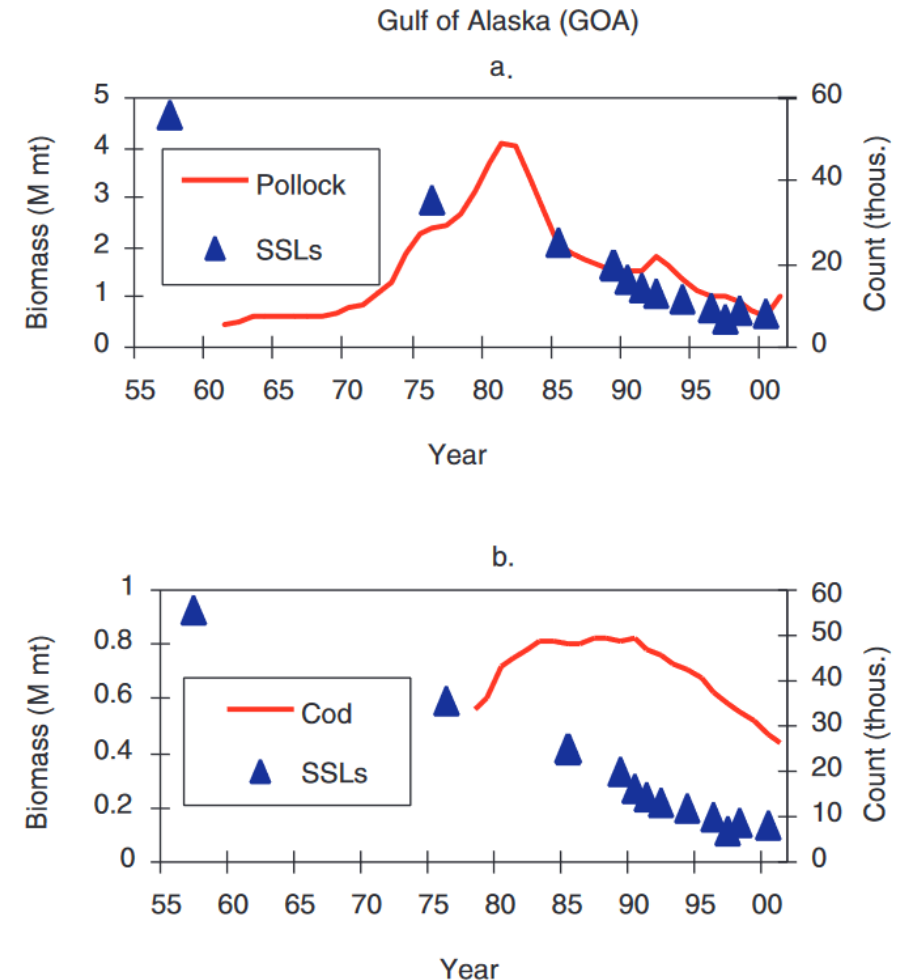 Gulf of Alaska (GOA)
a.
Biomass (M mt)
5
4
3
2
1
0
Pollock
SSLs
60
40
20
0
Count (thous.)
55 60 65 70 75 80 85 90 95 00
Year
b.
Biomass (M mt)
1
0.8
0.6
0.4
0.2
0
Cod
SSLs
60
50
40
30
20
10
0
Count (thous.)
55 60 65 70 75 80 85 90 95 00
Year